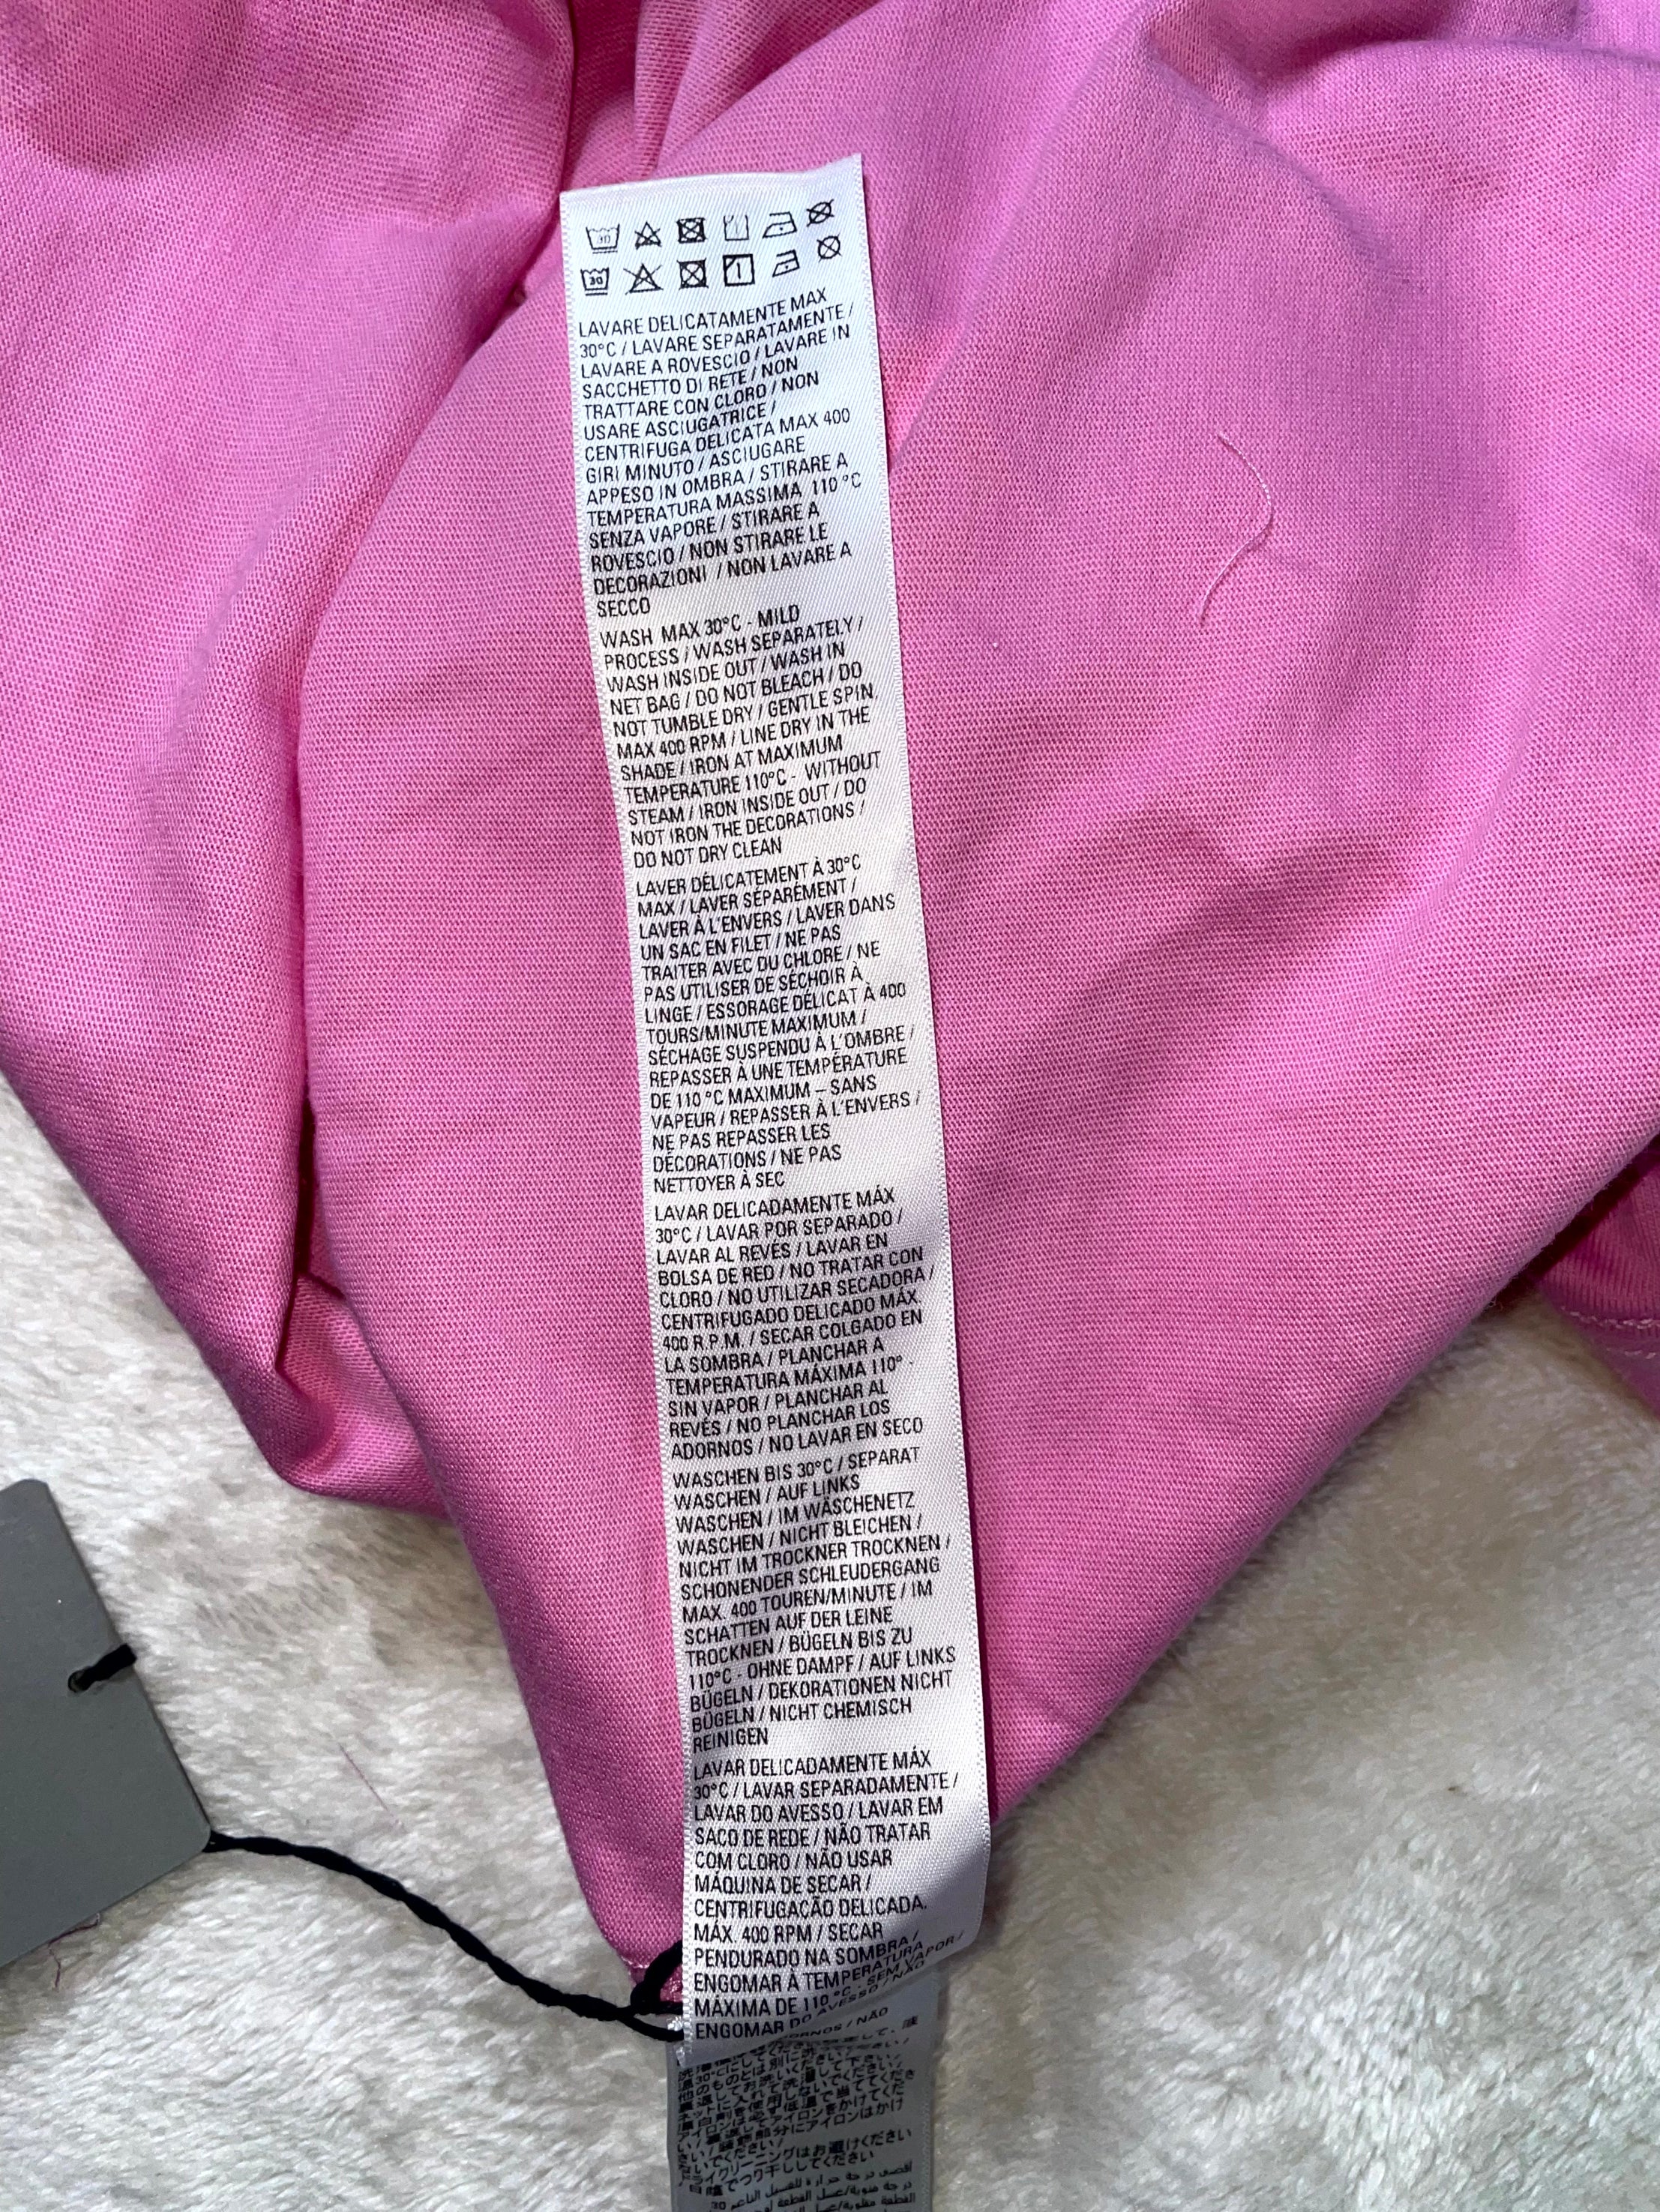 30
30
LAVARE DELICATAMENTE MAX
30°C / LAVARE SEPARATAMENTE /
LAVARE A ROVESCIO / LAVARE IN
SACCHETTO DI RETE / NON
TRATTARE CON CLORO / NON
USARE ASCIUGATRICE /
CENTRIFUGA DELICATA MAX 400
GIRI MINUTO / ASCIUGARE
APPESO IN OMBRA / STIRARE A
TEMPERATURA MASSIMA 110 °C
SENZA VAPORE / STIRARE A
ROVESCIO / NON STIRARE LE
DECORAZIONI / NON LAVARE A
SECCO
WASH MAX 30°C - MILD
PROCESS / WASH SEPARATELY /
WASH INSIDE OUT / WASH IN
NET BAG / DO NOT BLEACH / DO
NOT TUMBLE DRY / GENTLE SPIN,
MAX 400 RPM / LINE DRY IN THE
SHADE / IRON AT MAXIMUM
TEMPERATURE 110°C - WITHOUT
STEAM / IRON INSIDE OUT / DO
NOT IRON THE DECORATIONS /
DO NOT DRY CLEAN
LAVER DÉLICATEMENT À 30°C
MAX / LAVER SÉPARÉMENT /
LAVER À L'ENVERS / LAVER DANS
UN SAC EN FILET / NE PAS
TRAITER AVEC DU CHLORE / NE
PAS UTILISER DE SÉCHOIR À
LINGE / ESSORAGE DÉLICAT À 400
TOURS/MINUTE MAXIMUM /
SÉCHAGE SUSPENDU À L'OMBRE /
REPASSER À UNE TEMPÉRATURE
DE 110 °C MAXIMUM – SANS
VAPEUR / REPASSER À L'ENVERS /
NE PAS REPASSER LES
DÉCORATIONS / NE PAS
NETTOYER À SEC
LAVAR DELICADAMENTE MÁX
30°C / LAVAR POR SEPARADO /
LAVAR AL REVÉS / LAVAR EN
BOLSA DE RED / NO TRATAR CON
CLORO / NO UTILIZAR SECADORA /
CENTRIFUGADO DELICADO MÁX
400 R.P.M. / SECAR COLGADO EN
LA SOMBRA / PLANCHAR A
TEMPERATURA MÁXIMA 110° -
SIN VAPOR / PLANCHAR AL
REVÉS / NO PLANCHAR LOS
ADORNOS / NO LAVAR EN SECO
WASCHEN BIS 30°C / SEPARAT
WASCHEN / AUF LINKS
WASCHEN / IM WÄSCHENETZ
WASCHEN / NICHT BLEICHEN /
NICHT IM TROCKNER TROCKNEN /
SCHONENDER SCHLEUDERGANG
MAX. 400 TOUREN/MINUTE / IM
SCHATTEN AUF DER LEINE
TROCKNEN / BÜGELN BIS ZU
110°C - OHNE DAMPF / AUF LINKS
BÜGELN / DEKORATIONEN NICHT
BÜGELN / NICHT CHEMISCH
REINIGEN
LAVAR DELICADAMENTE MÁX
30°C / LAVAR SEPARADAMENTE /
LAVAR DO AVESSO / LAVAR EM
SACO DE REDE / NÃO TRATAR
COM CLORO / NÃO USAR
MÁQUINA DE SECAR /
CENTRIFUGAÇÃO DELICADA,
MÁX. 400 RPM / SECAR
PENDURADO NA SOMBRA /
ENGOMAR À TEMPERATURA
MÁXIMA DE 110 °C - SEM VAPOR /
ENGOMAR DO AVESSO / NÃO
/ NÃO